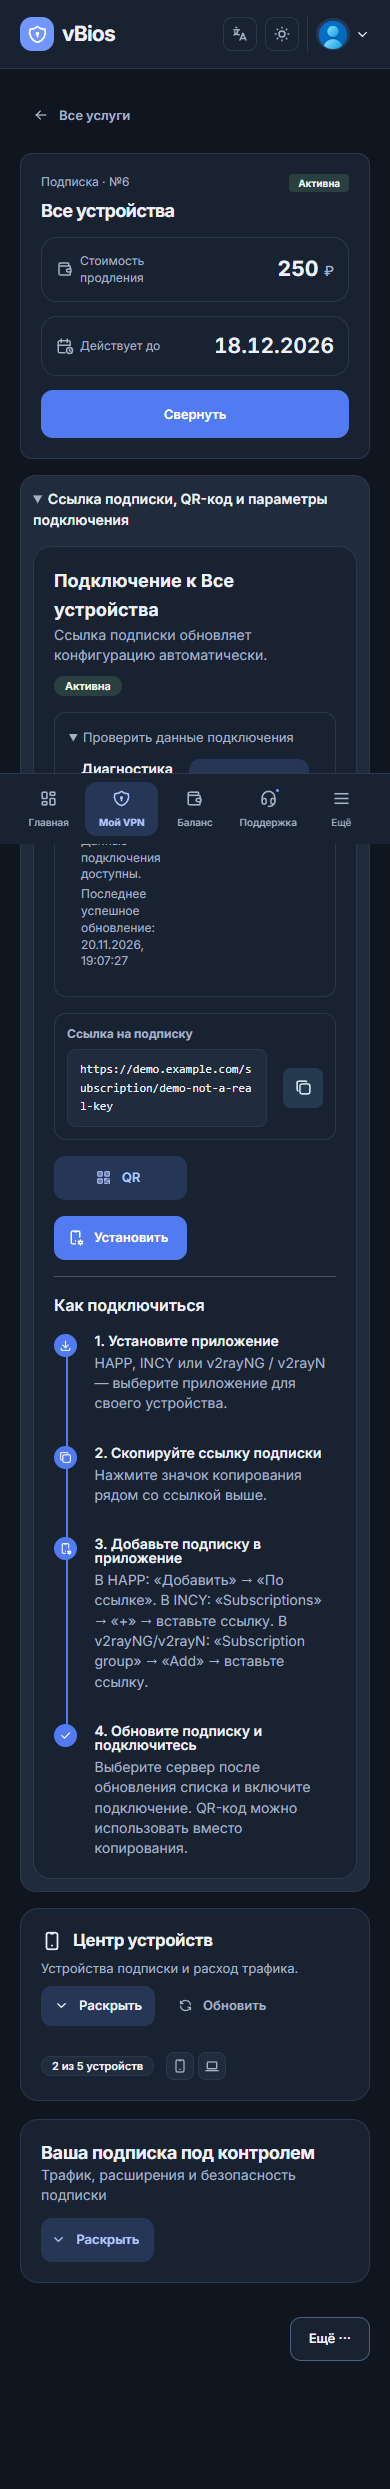 vBios
Все услуги
Подписка · №6
Активна
Все устройства
Стоимость
продления
250 ₽
Действует до
18.12.2026
Свернуть
▼ Ссылка подписки, QR-код и параметры
подключения
Подключение к Все
устройства
Ссылка подписки обновляет
конфигурацию автоматически.
Активна
▼ Проверить данные подключения
Диагностика
Главная
Мой VPN
Баланс
Поддержка
Ещё
подключения
доступны.
Последнее
успешное
обновление:
20.11.2026,
19:07:27
Ссылка на подписку
https://demo.example.com/s
ubscription/demo-not-a-rea
l-key
QR
Установить
Как подключиться
1. Установите приложение
HAPP, INCY или v2rayNG / v2rayN
— выберите приложение для
своего устройства.
2. Скопируйте ссылку подписки
Нажмите значок копирования
рядом со ссылкой выше.
3. Добавьте подписку в
приложение
В HAPP: «Добавить» → «По
ссылке». В INCY: «Subscriptions»
→ «+» → вставьте ссылку. В
v2rayNG/v2rayN: «Subscription
group» → «Add» → вставьте
ссылку.
4. Обновите подписку и
подключитесь
Выберите сервер после
обновления списка и включите
подключение. QR-код можно
использовать вместо
копирования.
Центр устройств
Устройства подписки и расход трафика.
Раскрыть
Обновить
2 из 5 устройств
Ваша подписка под контролем
Трафик, расширения и безопасность
подписки
Раскрыть
Ещё ···